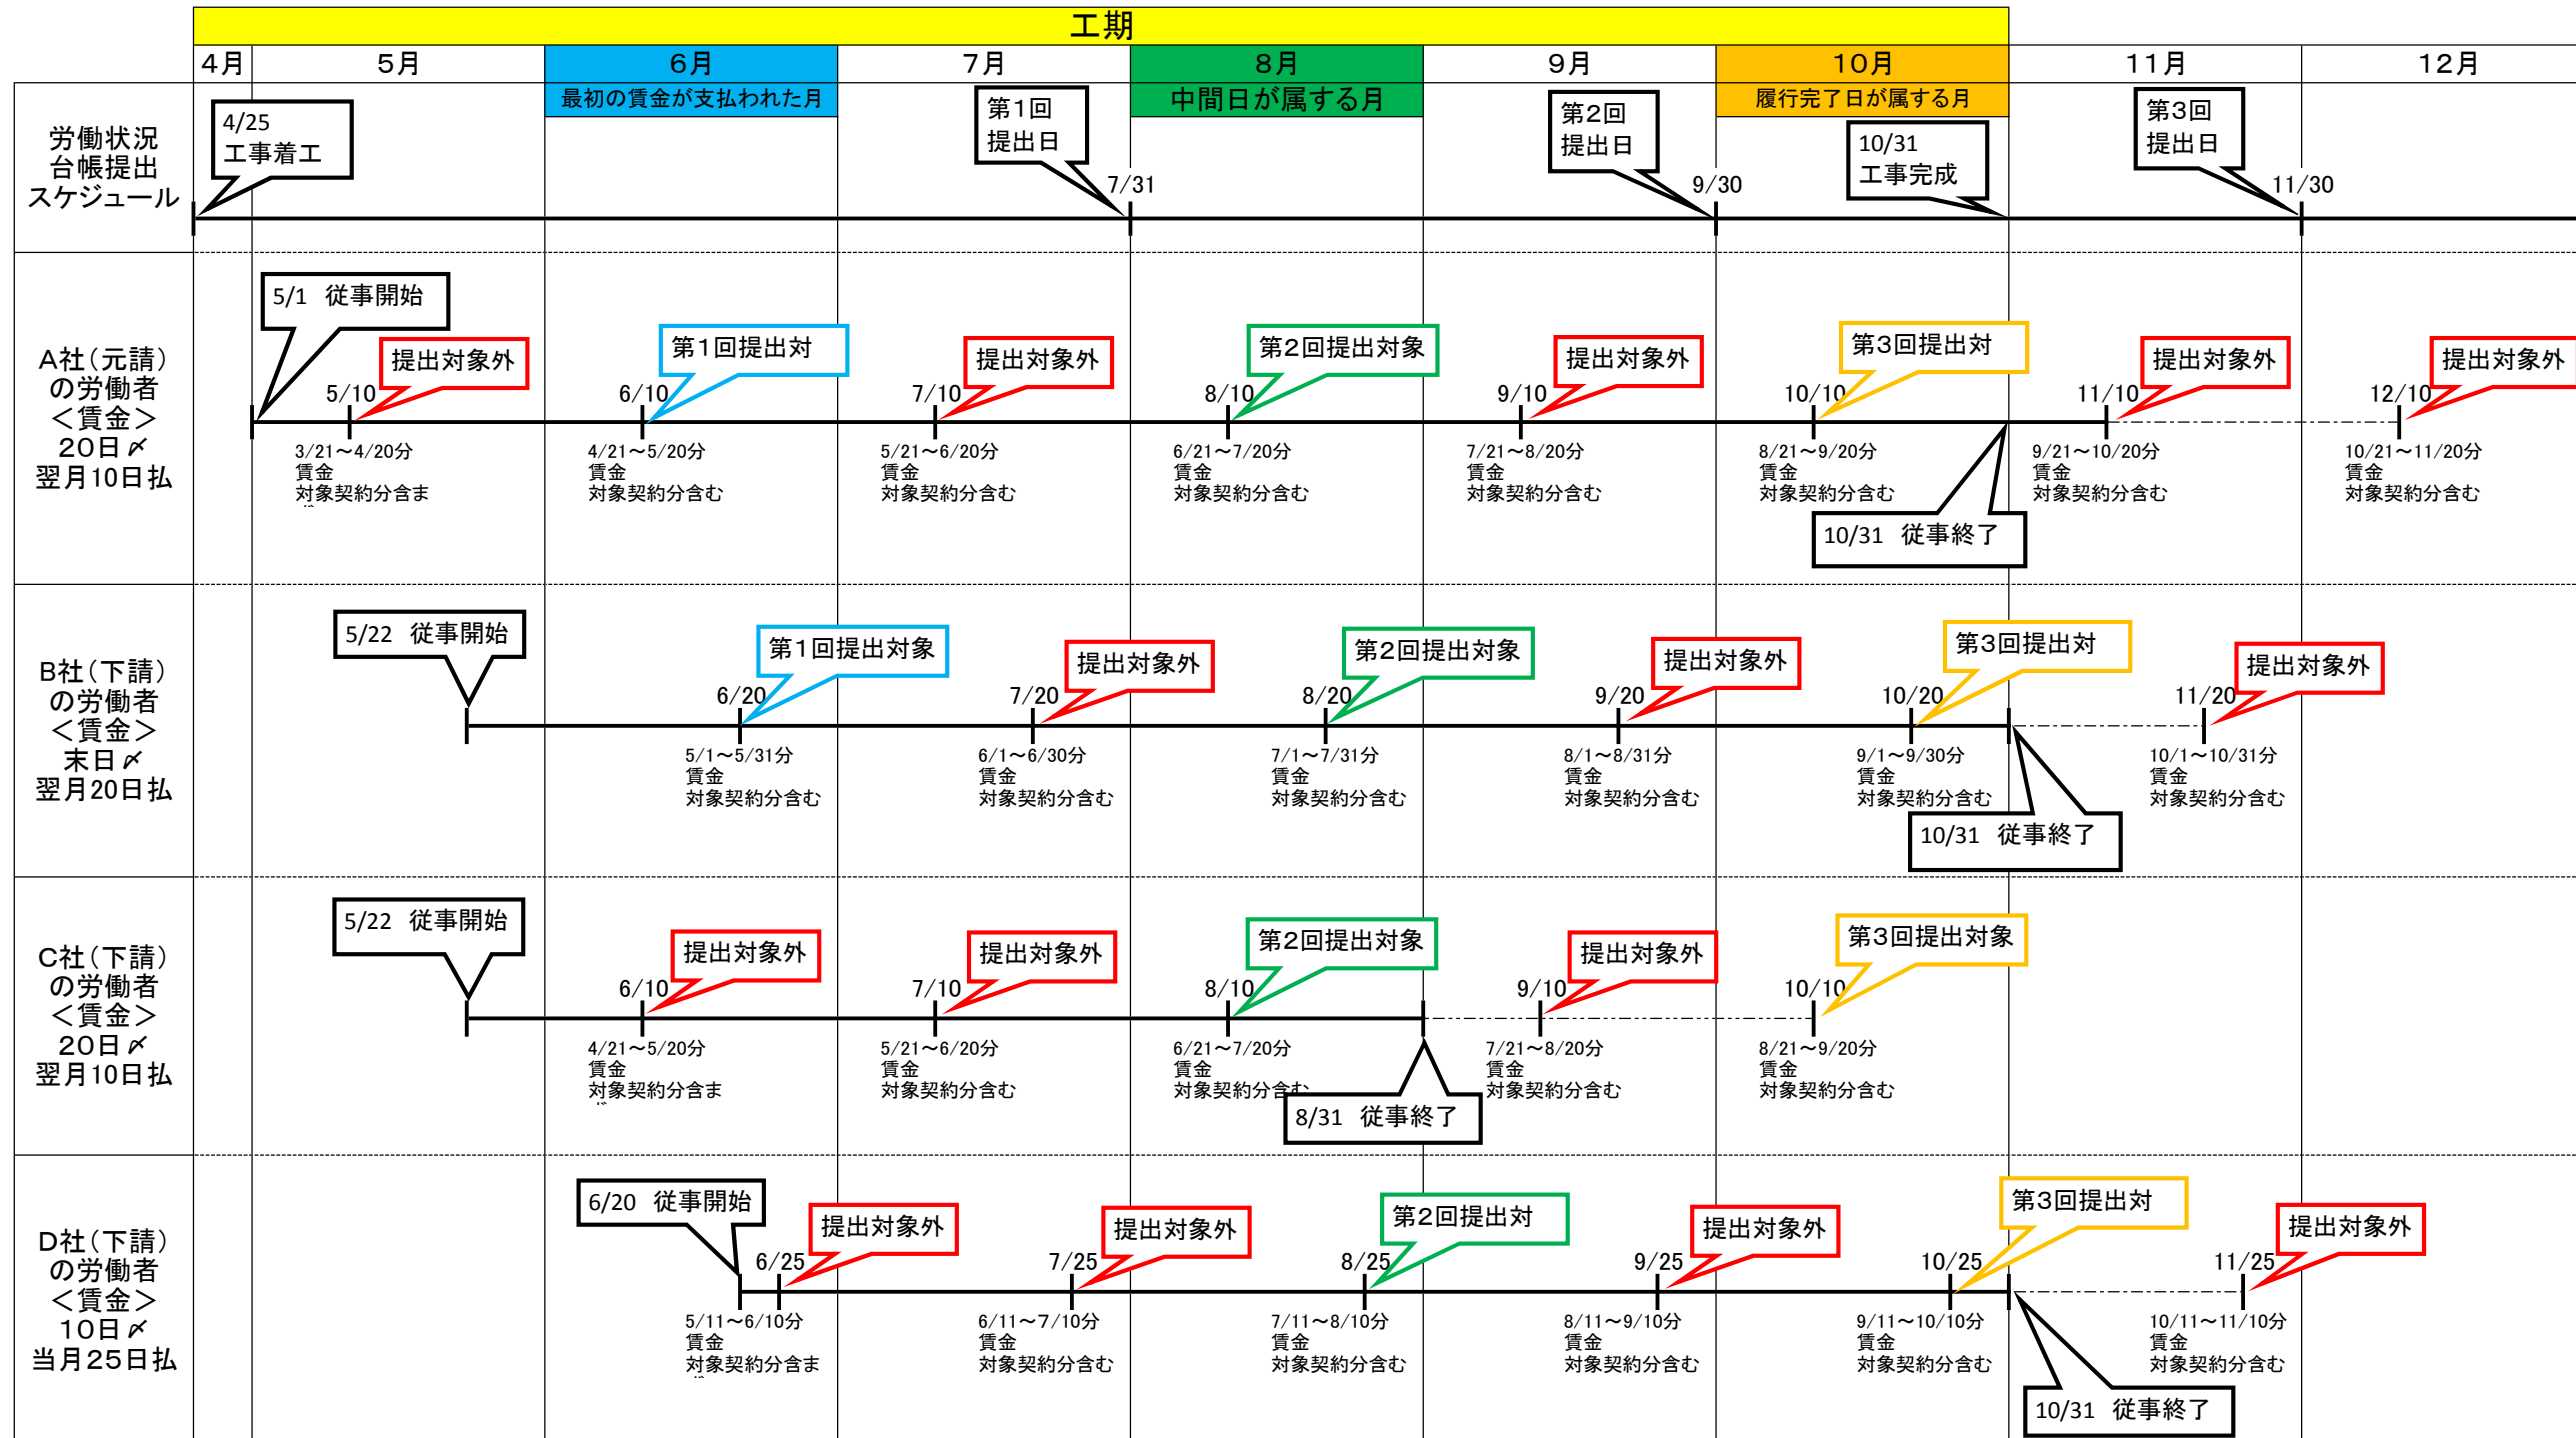 工期
4月
5月
6月
7月
8月
9月
10月
11月
12月
最初の賃金が支払われた月
中間日が属する月
履行完了日が属する月
労働状況
台帳提出
スケジュール
4/25
工事着工
第1回
提出日
7/31
第2回
提出日
9/30
10/31
工事完成
第3回
提出日
11/30
A社(元請)
の労働者
<賃金>
20日〆
翌月10日払
5/1 従事開始
提出対象外
5/10
3/21~4/20分
賃金
対象契約分含ま
第1回提出対
6/10
4/21~5/20分
賃金
対象契約分含む
提出対象外
7/10
5/21~6/20分
賃金
対象契約分含む
第2回提出対象
8/10
6/21~7/20分
賃金
対象契約分含む
提出対象外
9/10
7/21~8/20分
賃金
対象契約分含む
第3回提出対
10/10
8/21~9/20分
賃金
対象契約分含む
10/31 従事終了
提出対象外
11/10
9/21~10/20分
賃金
対象契約分含む
提出対象外
12/10
10/21~11/20分
賃金
対象契約分含む
B社(下請)
の労働者
<賃金>
末日〆
翌月20日払
5/22 従事開始
第1回提出対象
6/20
5/1~5/31分
賃金
対象契約分含む
提出対象外
7/20
6/1~6/30分
賃金
対象契約分含む
第2回提出対象
8/20
7/1~7/31分
賃金
対象契約分含む
提出対象外
9/20
8/1~8/31分
賃金
対象契約分含む
第3回提出対
10/20
9/1~9/30分
賃金
対象契約分含む
10/31 従事終了
提出対象外
11/20
10/1~10/31分
賃金
対象契約分含む
C社(下請)
の労働者
<賃金>
20日〆
翌月10日払
5/22 従事開始
提出対象外
6/10
4/21~5/20分
賃金
対象契約分含ま
提出対象外
7/10
5/21~6/20分
賃金
対象契約分含む
第2回提出対象
8/10
6/21~7/20分
賃金
対象契約分含む
8/31 従事終了
提出対象外
9/10
7/21~8/20分
賃金
対象契約分含む
第3回提出対象
10/10
8/21~9/20分
賃金
対象契約分含む
D社(下請)
の労働者
<賃金>
10日〆
当月25日払
6/20 従事開始
提出対象外
6/25
5/11~6/10分
賃金
対象契約分含ま
提出対象外
7/25
6/11~7/10分
賃金
対象契約分含む
第2回提出対
8/25
7/11~8/10分
賃金
対象契約分含む
提出対象外
9/25
8/11~9/10分
賃金
対象契約分含む
第3回提出対
10/25
9/11~10/10分
賃金
対象契約分含む
10/31 従事終了
提出対象外
11/25
10/11~11/10分
賃金
対象契約分含む